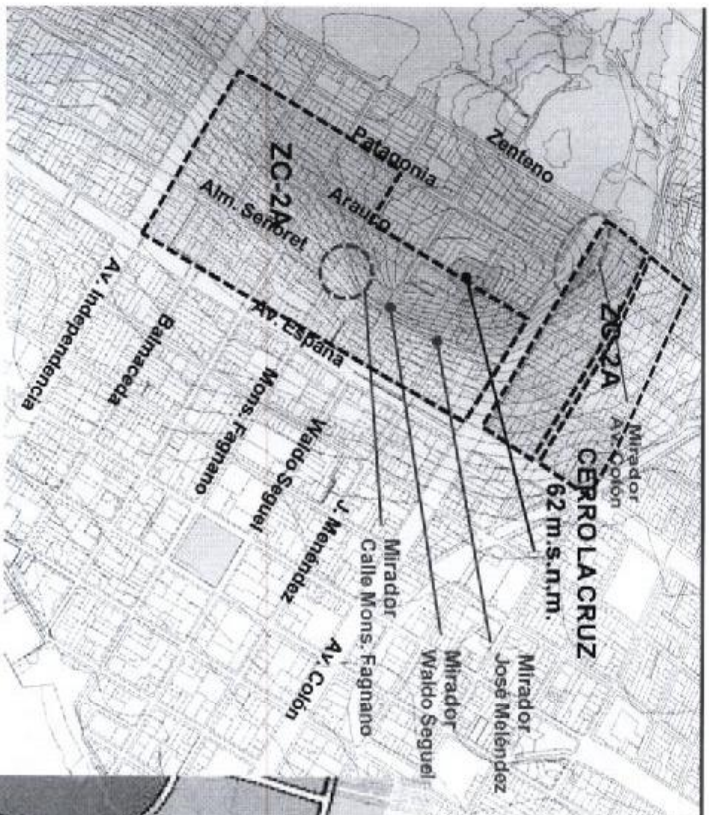 Zenteno
Patagonia
Arauco
ZC-2A
Alm. Señoret
Av. España
Av. Independencia
Balmaceda
Mons. Fagnano
Waldo Seguel
J. Menéndez
Av. Colón
ZC-2A
Mirador
Av. Colón
CERRO LA CRUZ
62 m.s.n.m.
Mirador
José Meléndez
Mirador
Waldo Seguel
Mirador
Calle Mons. Fagnano